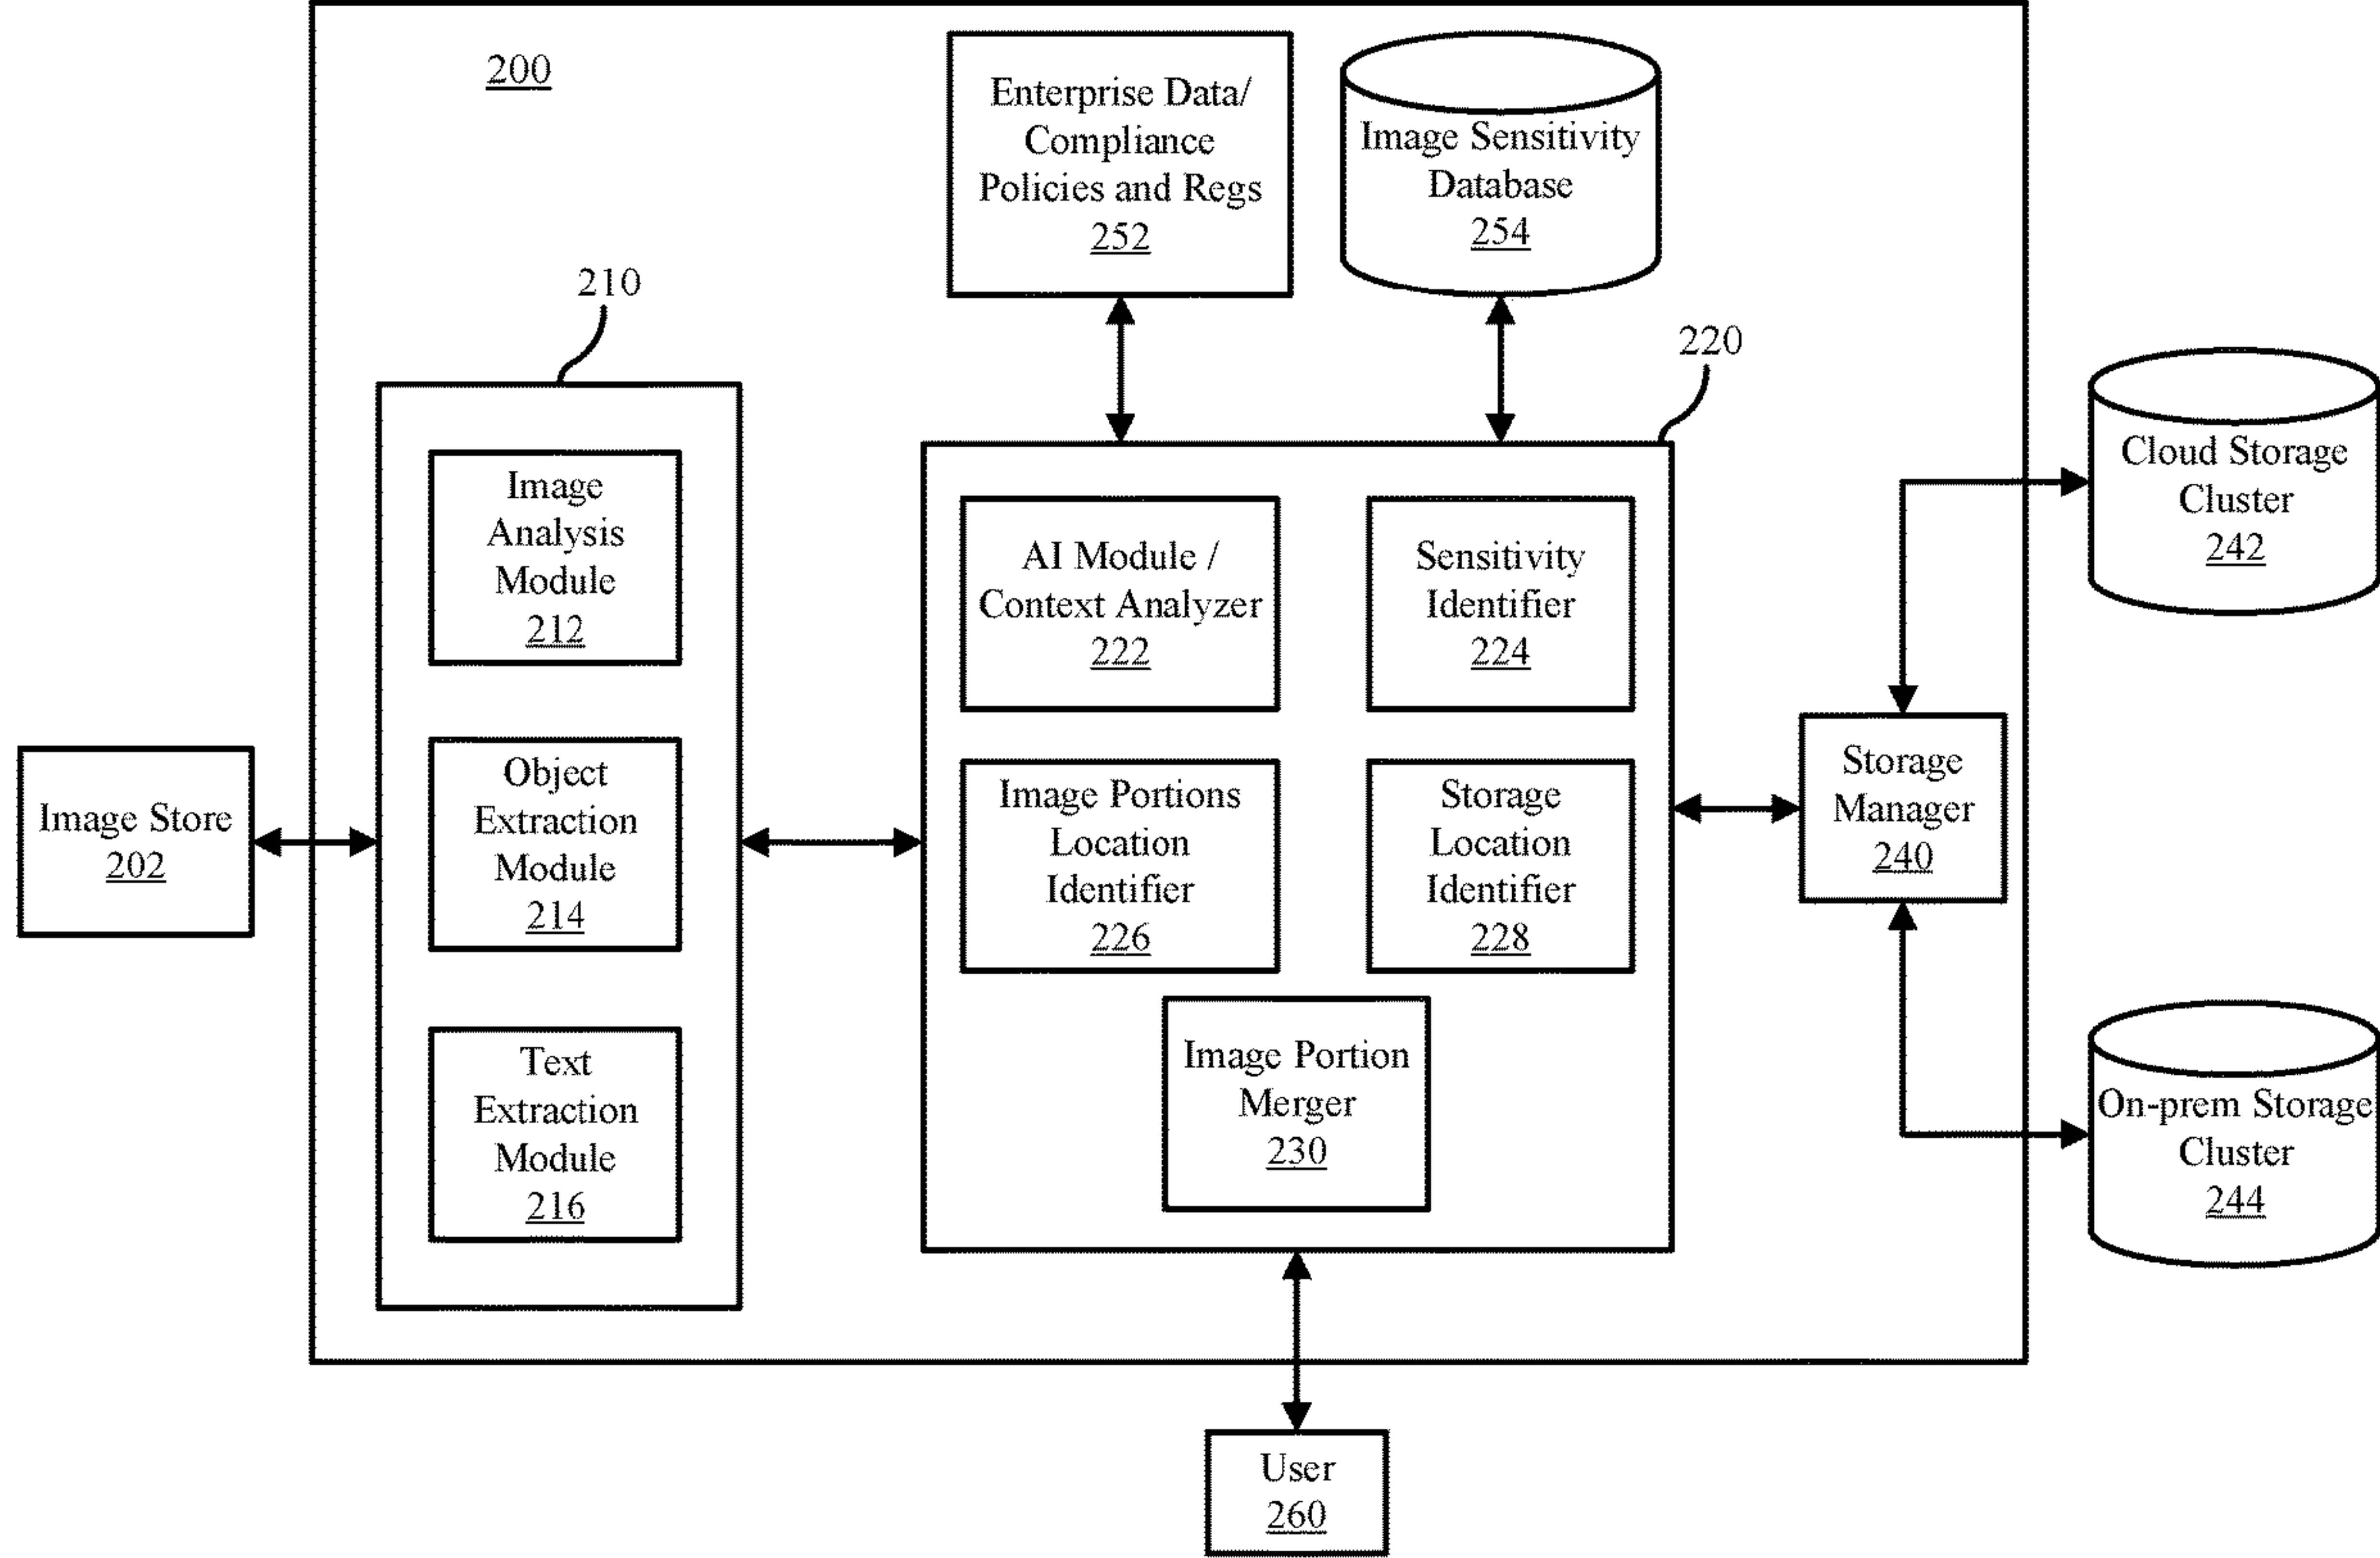 200
Enterprise Data/
Compliance
Policies and Regs
252
Image Sensitivity
Database
254
210
220
Image
Analysis
Module
212
Object
Extraction
Module
214
Text
Extraction
Module
216
Image Store
202
AI Module /
Context Analyzer
222
Sensitivity
Identifier
224
Image Portions
Location
Identifier
226
Storage
Location
Identifier
228
Image Portion
Merger
230
Storage
Manager
240
Cloud Storage
Cluster
242
On-prem Storage
Cluster
244
User
260